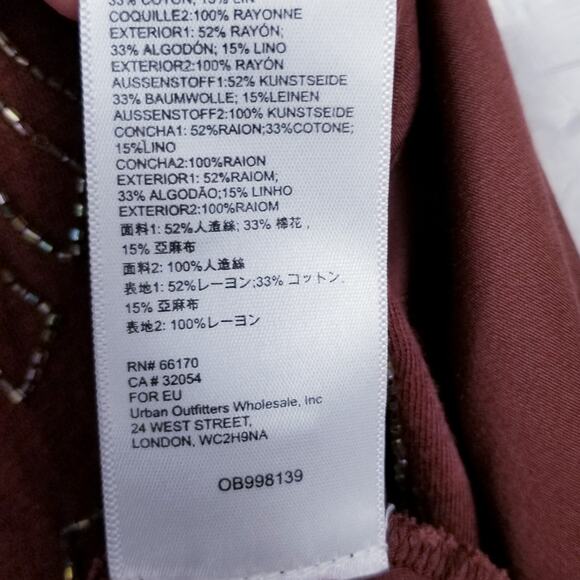 33% COTON, 15% LIN
COQUILLE2:100% RAYONNE
EXTERIOR1: 52% RAYÓN;
33% ALGODÓN; 15% LINO
EXTERIOR2:100% RAYÓN
AUSSENSTOFF1:52% KUNSTSEIDE
33% BAUMWOLLE; 15%LEINEN
AUSSENSTOFF2:100% KUNSTSEIDE
CONCHA1: 52%RAION;33%COTONE;
15%LINO
CONCHA2:100%RAION
EXTERIOR1: 52%RAIOM;
33% ALGODÃO;15% LINHO
EXTERIOR2:100%RAIOM
面料1: 52%人造絲; 33% 棉花,
15% 亞麻布
面料2: 100%人造絲
表地1: 52%レーヨン;33% コットン,
15% 亞麻布
表地2: 100%レーヨン
RN# 66170
CA# 32054
FOR EU
Urban Outfitters Wholesale, Inc
24 WEST STREET,
LONDON, WC2H9NA
OB998139